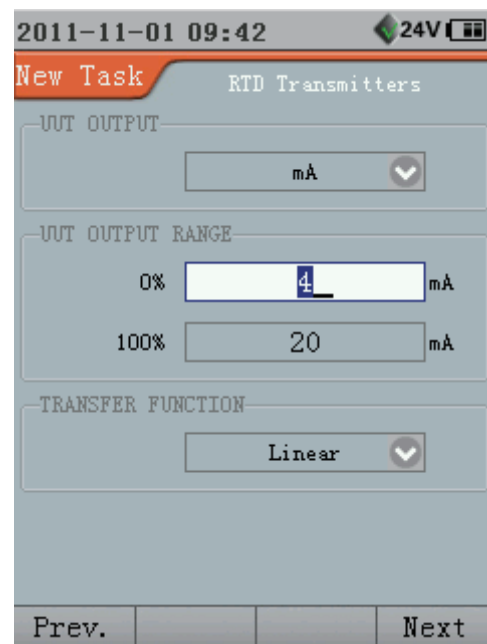 2011-11-01 09:42 24V
New Task RTD Transmitters
UUT OUTPUT
mA
UUT OUTPUT RANGE
0% 4 mA
100% 20 mA
TRANSFER FUNCTION
Linear
Prev. Next